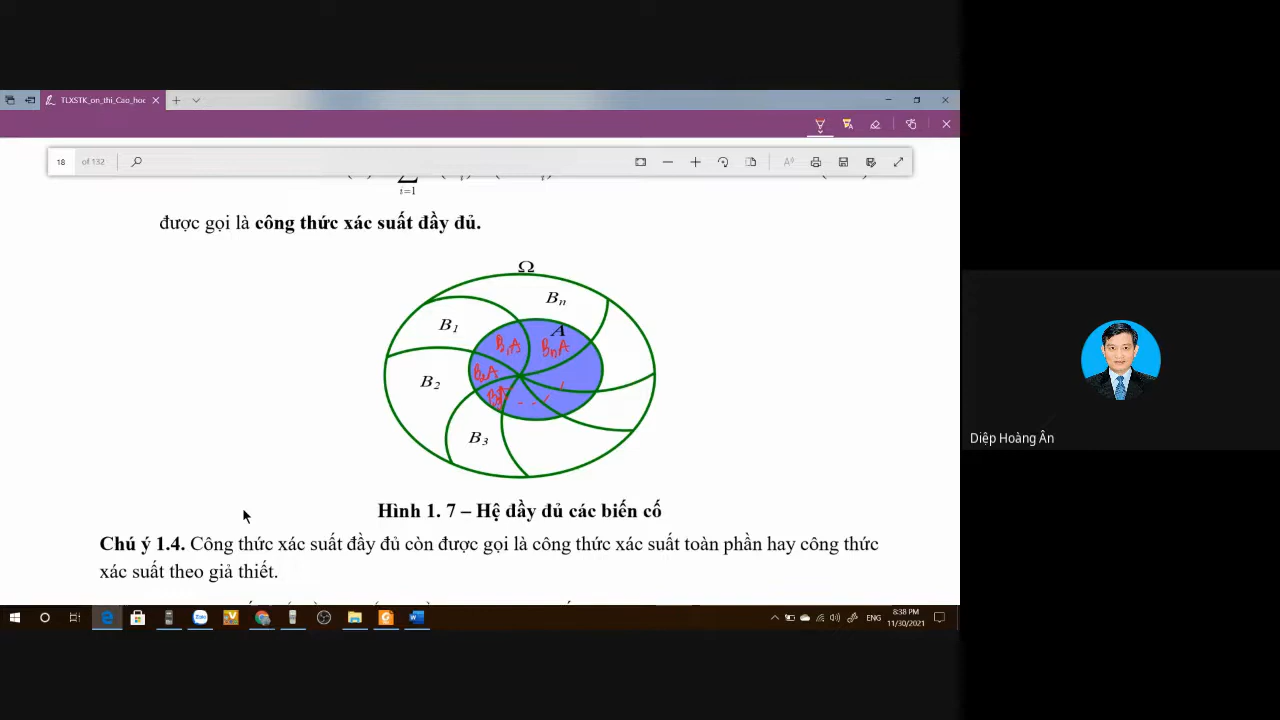 TLXSTK_on_thi_Cao_hoc
18 of 132
i=1
được gọi là công thức xác suất đầy đủ.
Ω
Bn
B1
A
B1A BnA
B2A
B2
B3A ...
B3
Hình 1. 7 – Hệ đầy đủ các biến cố
Chú ý 1.4. Công thức xác suất đầy đủ còn được gọi là công thức xác suất toàn phần hay công thức
xác suất theo giả thiết.
Diệp Hoàng Ân
Zalo
ENG
8:38 PM
11/30/2021